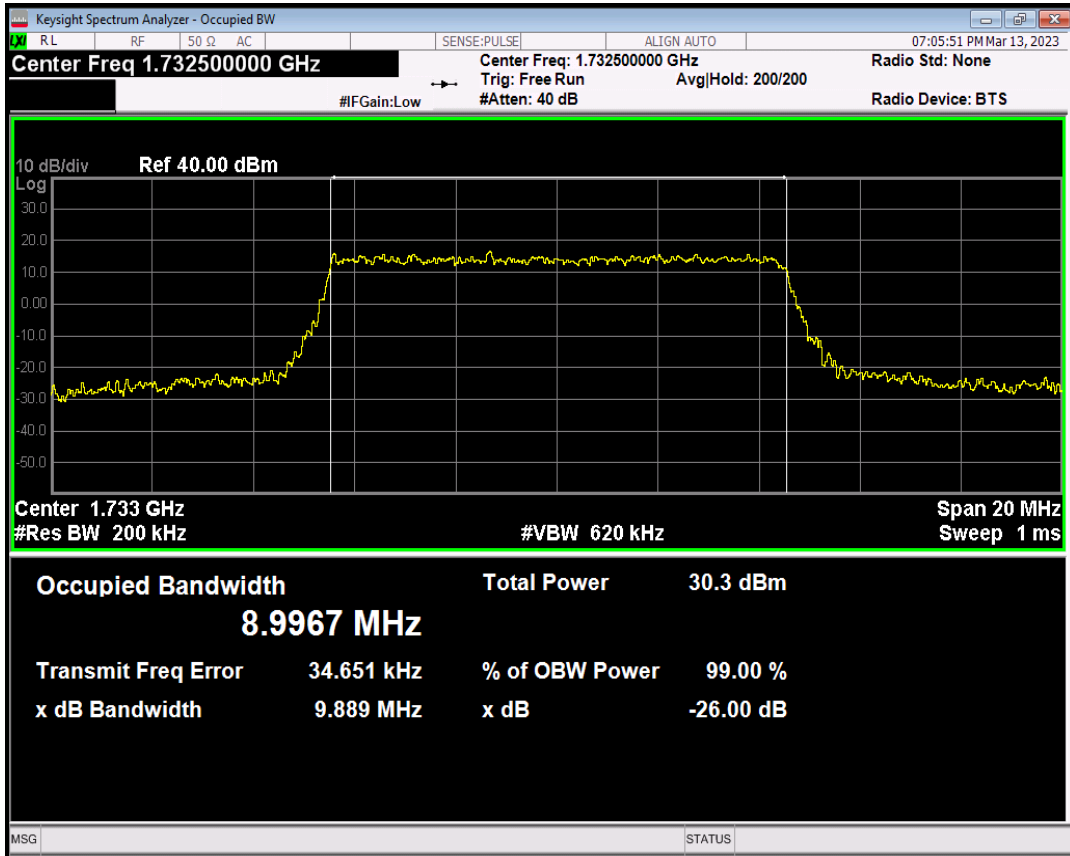 Keysight Spectrum Analyzer - Occupied BW
LXI RL RF 50 Ω AC SENSE:PULSE ALIGN AUTO 07:05:51 PM Mar 13, 2023
Center Freq 1.732500000 GHz
Center Freq: 1.732500000 GHz Radio Std: None
Trig: Free Run Avg|Hold: 200/200
#IFGain:Low #Atten: 40 dB Radio Device: BTS
10 dB/div Ref 40.00 dBm
Log
30.0
20.0
10.0
0.00
-10.0
-20.0
-30.0
-40.0
-50.0
Center 1.733 GHz Span 20 MHz
#Res BW 200 kHz #VBW 620 kHz Sweep 1 ms
Occupied Bandwidth Total Power 30.3 dBm
8.9967 MHz
Transmit Freq Error 34.651 kHz % of OBW Power 99.00 %
x dB Bandwidth 9.889 MHz x dB -26.00 dB
MSG STATUS